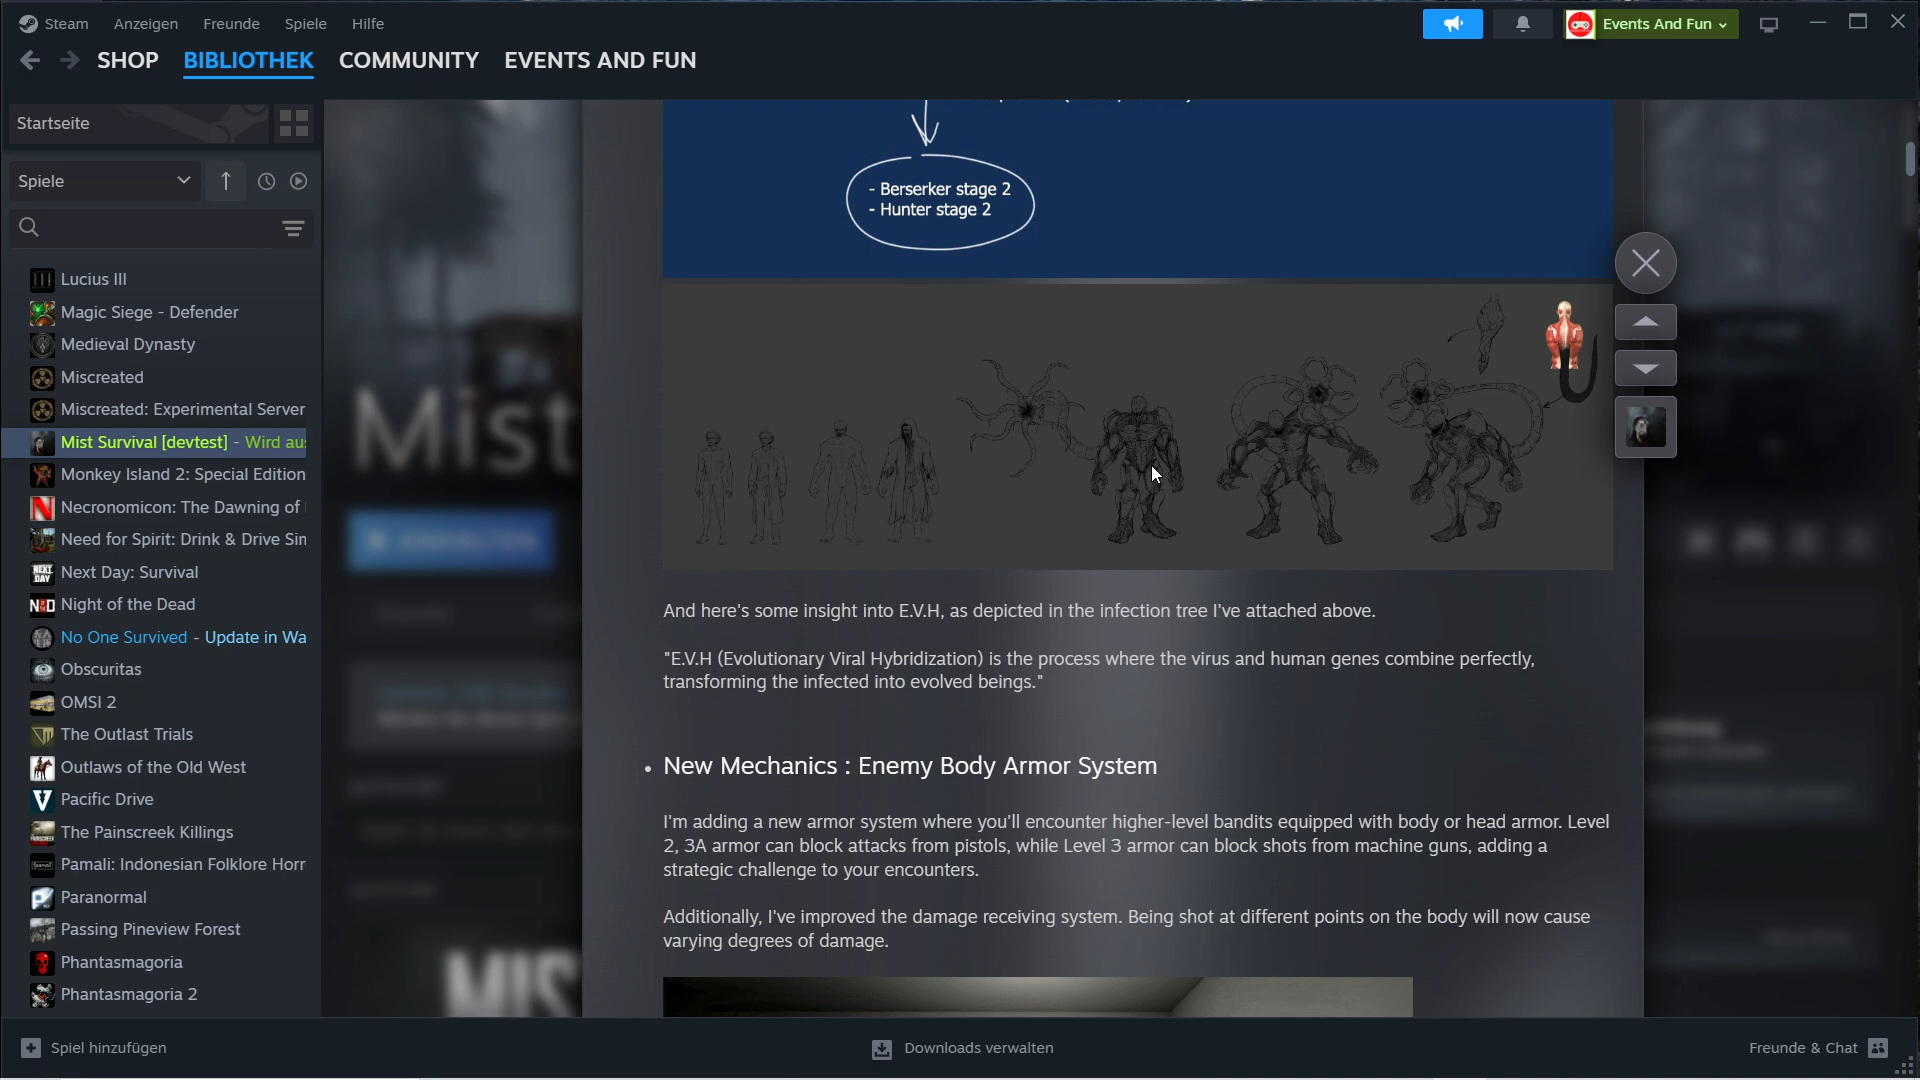 Steam
Anzeigen
Freunde
Spiele
Hilfe
Events And Fun
SHOP
BIBLIOTHEK
COMMUNITY
EVENTS AND FUN
Startseite
Spiele
Lucius III
Magic Siege - Defender
Medieval Dynasty
Miscreated
Miscreated: Experimental Server
Mist Survival [devtest] - Wird aus
Monkey Island 2: Special Edition
Necronomicon: The Dawning of
Need for Spirit: Drink & Drive Sim
Next Day: Survival
Night of the Dead
No One Survived - Update in Wa
Obscuritas
OMSI 2
The Outlast Trials
Outlaws of the Old West
Pacific Drive
The Painscreek Killings
Pamali: Indonesian Folklore Horr
Paranormal
Passing Pineview Forest
Phantasmagoria
Phantasmagoria 2
Mist
ANHALTEN
MIS
- Berserker stage 2
- Hunter stage 2
And here's some insight into E.V.H, as depicted in the infection tree I've attached above.
"E.V.H (Evolutionary Viral Hybridization) is the process where the virus and human genes combine perfectly,
transforming the infected into evolved beings."
• New Mechanics : Enemy Body Armor System
I'm adding a new armor system where you'll encounter higher-level bandits equipped with body or head armor. Level
2, 3A armor can block attacks from pistols, while Level 3 armor can block shots from machine guns, adding a
strategic challenge to your encounters.
Additionally, I've improved the damage receiving system. Being shot at different points on the body will now cause
varying degrees of damage.
Spiel hinzufügen
Downloads verwalten
Freunde & Chat